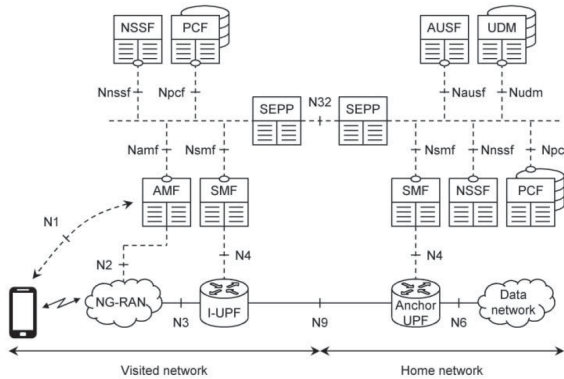 NSSF
PCF
AUSF
UDM
Nnssf
Npcf
Nausf
Nudm
SEPP
N32
SEPP
Namf
Nsmf
Nsmf
Nnssf
Npc
AMF
SMF
SMF
NSSF
PCF
N1
N2
N4
N4
NG-RAN
N3
I-UPF
N9
Anchor
UPF
N6
Data
network
Visited network
Home network